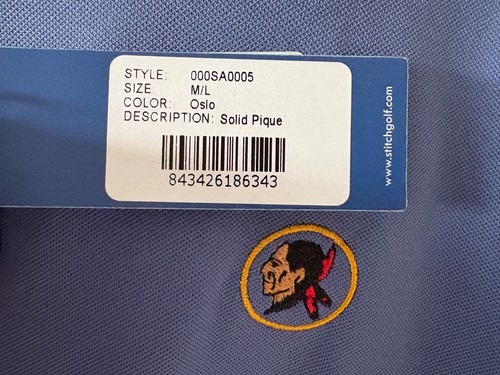 STYLE: 000SA0005
SIZE M/L
COLOR: Oslo
DESCRIPTION: Solid Pique
843426186343
www.stitchgolf.com